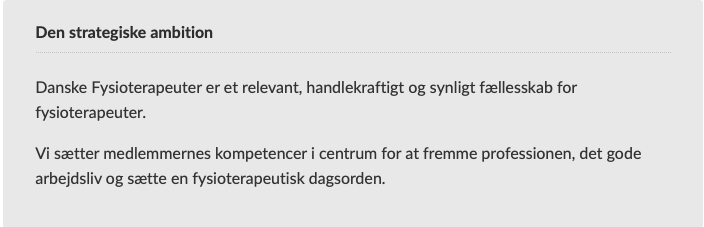 Den strategiske ambition
Danske Fysioterapeuter er et relevant, handlekraftigt og synligt fællesskab for
fysioterapeuter.
Vi sætter medlemmernes kompetencer i centrum for at fremme professionen, det gode
arbejdsliv og sætte en fysioterapeutisk dagsorden.